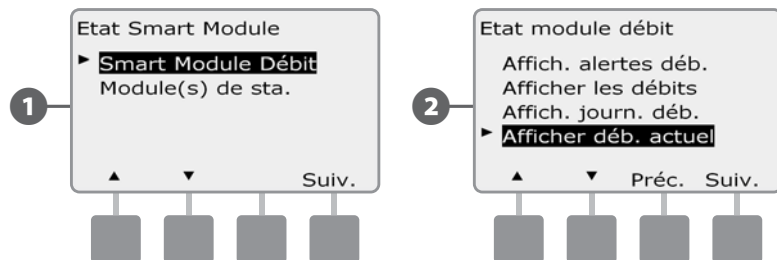 1
Etat Smart Module
► Smart Module Débit
Module(s) de sta.
▲ ▼ Suiv.
2
Etat module débit
Affich. alertes déb.
Afficher les débits
Affich. journ. déb.
► Afficher déb. actuel
▲ ▼ Préc. Suiv.